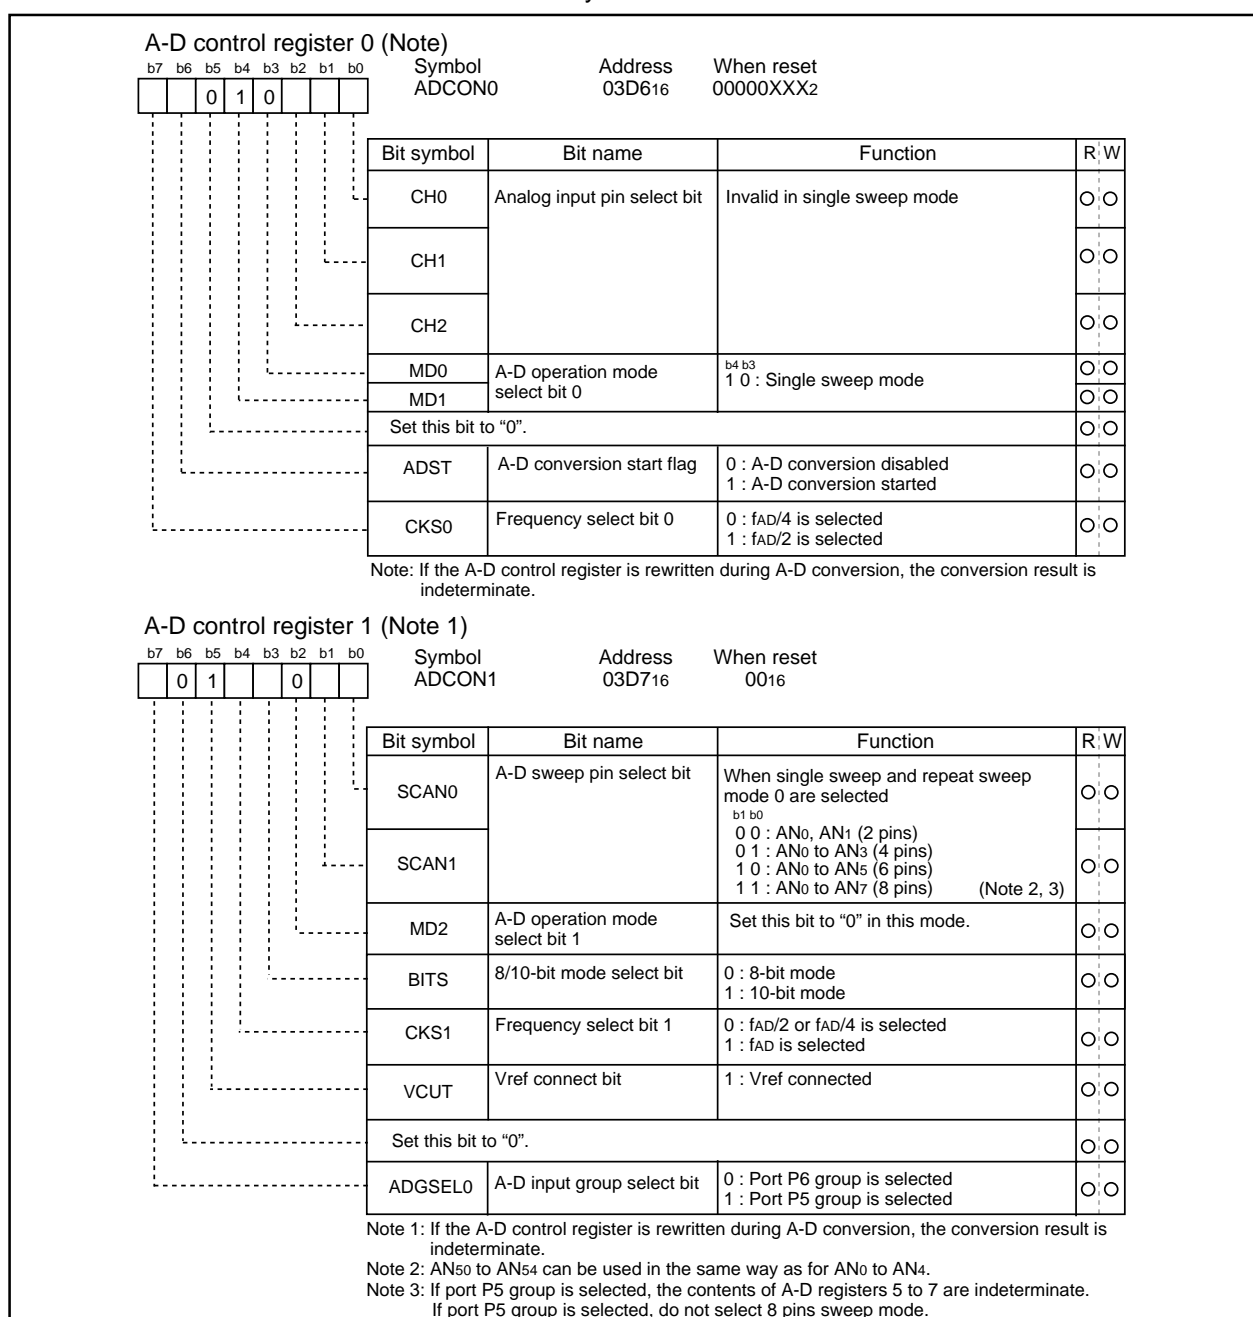 A-D control register 0 (Note)
b7 b6 b5 b4 b3 b2 b1 b0
0 1 0
Symbol Address When reset
ADCON0 03D616 00000XXX2
Bit symbol Bit name Function R W
CH0 Analog input pin select bit Invalid in single sweep mode
CH1
CH2
MD0 A-D operation mode select bit 0 b4 b3
1 0 : Single sweep mode
MD1
Set this bit to “0”.
ADST A-D conversion start flag 0 : A-D conversion disabled
1 : A-D conversion started
CKS0 Frequency select bit 0 0 : fAD/4 is selected
1 : fAD/2 is selected
Note: If the A-D control register is rewritten during A-D conversion, the conversion result is
indeterminate.
A-D control register 1 (Note 1)
b7 b6 b5 b4 b3 b2 b1 b0
0 1 0
Symbol Address When reset
ADCON1 03D716 0016
Bit symbol Bit name Function R W
SCAN0 A-D sweep pin select bit When single sweep and repeat sweep
mode 0 are selected
b1 b0
0 0 : AN0, AN1 (2 pins)
0 1 : AN0 to AN3 (4 pins)
SCAN1 1 0 : AN0 to AN5 (6 pins)
1 1 : AN0 to AN7 (8 pins) (Note 2, 3)
MD2 A-D operation mode
select bit 1 Set this bit to “0” in this mode.
BITS 8/10-bit mode select bit 0 : 8-bit mode
1 : 10-bit mode
CKS1 Frequency select bit 1 0 : fAD/2 or fAD/4 is selected
1 : fAD is selected
VCUT Vref connect bit 1 : Vref connected
Set this bit to “0”.
ADGSEL0 A-D input group select bit 0 : Port P6 group is selected
1 : Port P5 group is selected
Note 1: If the A-D control register is rewritten during A-D conversion, the conversion result is
indeterminate.
Note 2: AN50 to AN54 can be used in the same way as for AN0 to AN4.
Note 3: If port P5 group is selected, the contents of A-D registers 5 to 7 are indeterminate.
If port P5 group is selected, do not select 8 pins sweep mode.